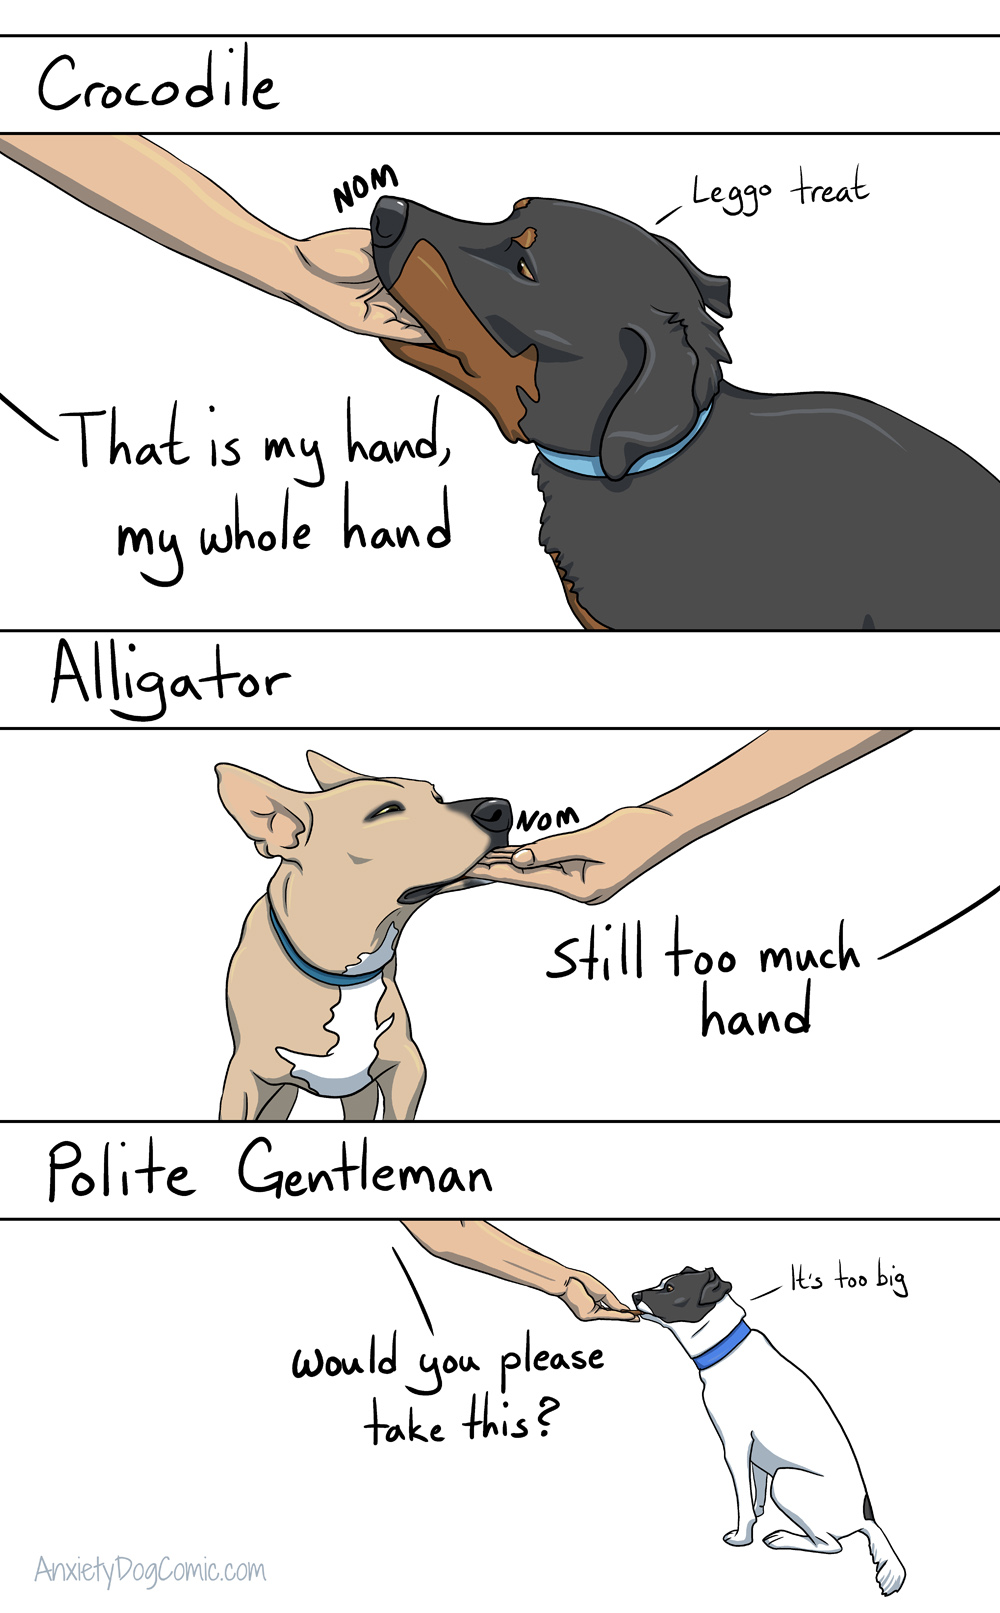 Crocodile
NOM
Leggo treat
That is my hand,
my whole hand
Alligator
NOM
Still too much
hand
Polite Gentleman
It's too big
Would you please
take this?
AnxietyDogComic.com